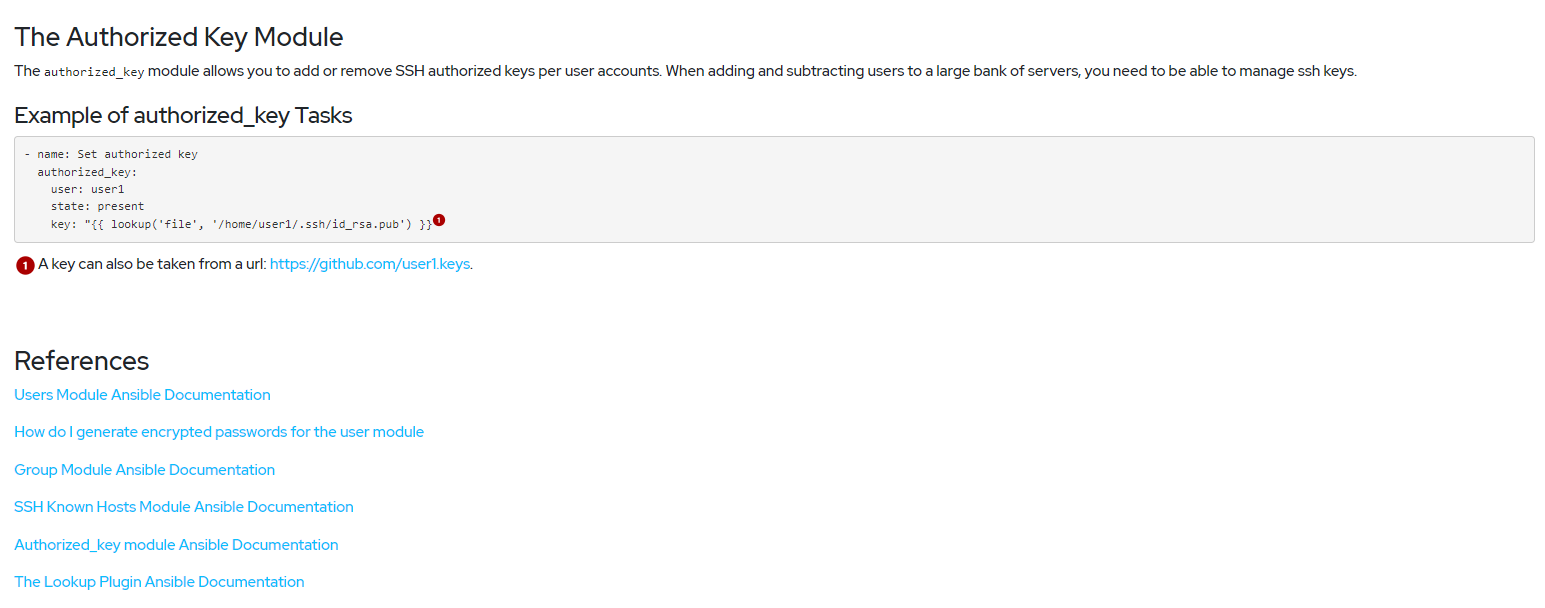 The Authorized Key Module
The authorized_key module allows you to add or remove SSH authorized keys per user accounts. When adding and subtracting users to a large bank of servers, you need to be able to manage ssh keys.
Example of authorized_key Tasks
- name: Set authorized key
  authorized_key:
    user: user1
    state: present
    key: "{{ lookup('file', '/home/user1/.ssh/id_rsa.pub') }}1
1 A key can also be taken from a url: https://github.com/user1.keys.
References
Users Module Ansible Documentation
How do I generate encrypted passwords for the user module
Group Module Ansible Documentation
SSH Known Hosts Module Ansible Documentation
Authorized_key module Ansible Documentation
The Lookup Plugin Ansible Documentation